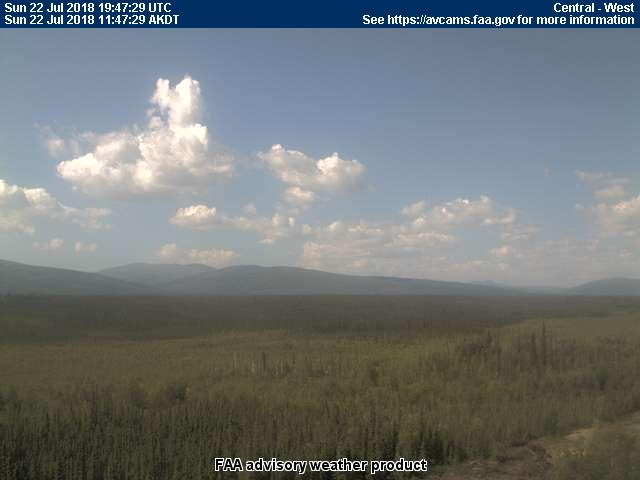 Sun 22 Jul 2018 19:47:29 UTC
Central - West
Sun 22 Jul 2018 11:47:29 AKDT
See https://avcams.faa.gov for more information
FAA advisory weather product